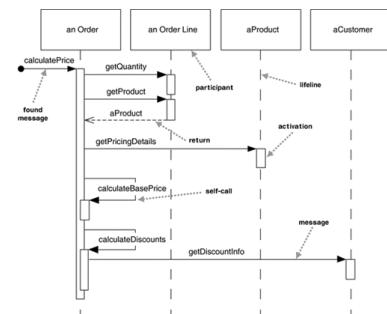 an Order
an Order Line
aProduct
aCustomer
calculatePrice
getQuantity
found
message
getProduct
participant
lifeline
aProduct
return
activation
getPricingDetails
calculateBasePrice
self-call
message
calculateDiscounts
getDiscountInfo